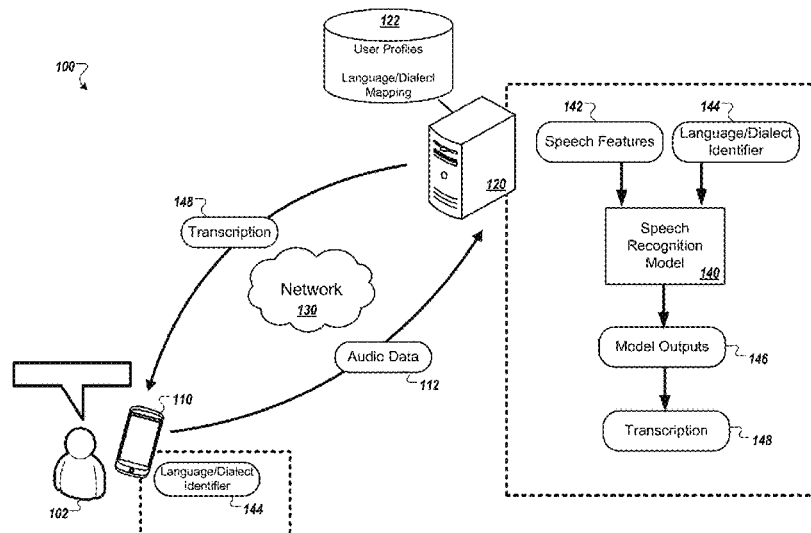 122
User Profiles
Language/Dialect
Mapping
100
142
144
Speech Features
Language/Dialect
Identifier
120
148
Transcription
Speech
Recognition
Model
140
Network
130
Model Outputs
146
Audio Data
112
110
Transcription
148
Language/Dialect
Identifier
144
102